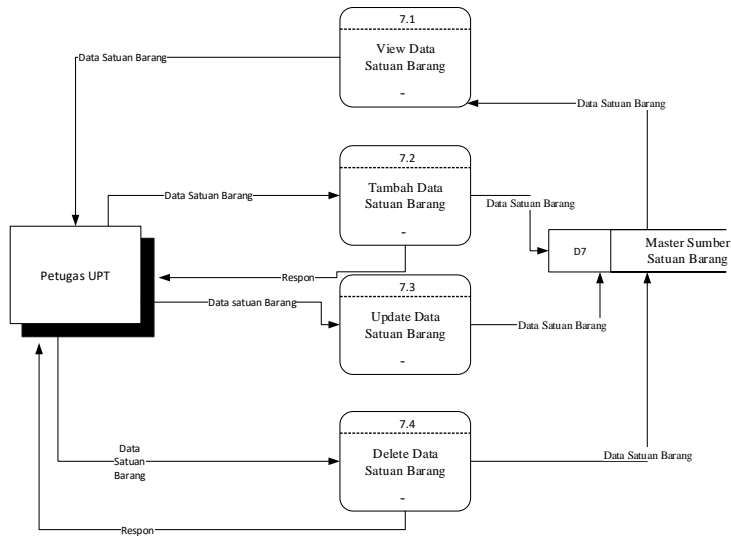 7.1
View Data
Satuan Barang
-
Data Satuan Barang
Data Satuan Barang
7.2
Tambah Data
Satuan Barang
-
Data Satuan Barang
Data Satuan Barang
D7
Master Sumber
Satuan Barang
Petugas UPT
Respon
7.3
Update Data
Satuan Barang
-
Data satuan Barang
Data Satuan Barang
7.4
Delete Data
Satuan Barang
-
Data
Satuan
Barang
Data Satuan Barang
Respon